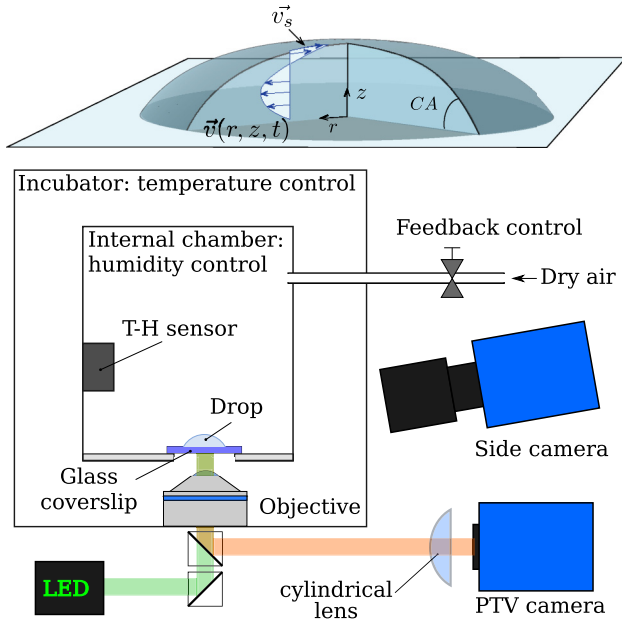 v⃗ₛ
z
CA
r
v⃗(r, z, t)
Incubator: temperature control
Internal chamber:
humidity control
Feedback control
Dry air
T-H sensor
Drop
Side camera
Glass
coverslip
Objective
LED
cylindrical
lens
PTV camera